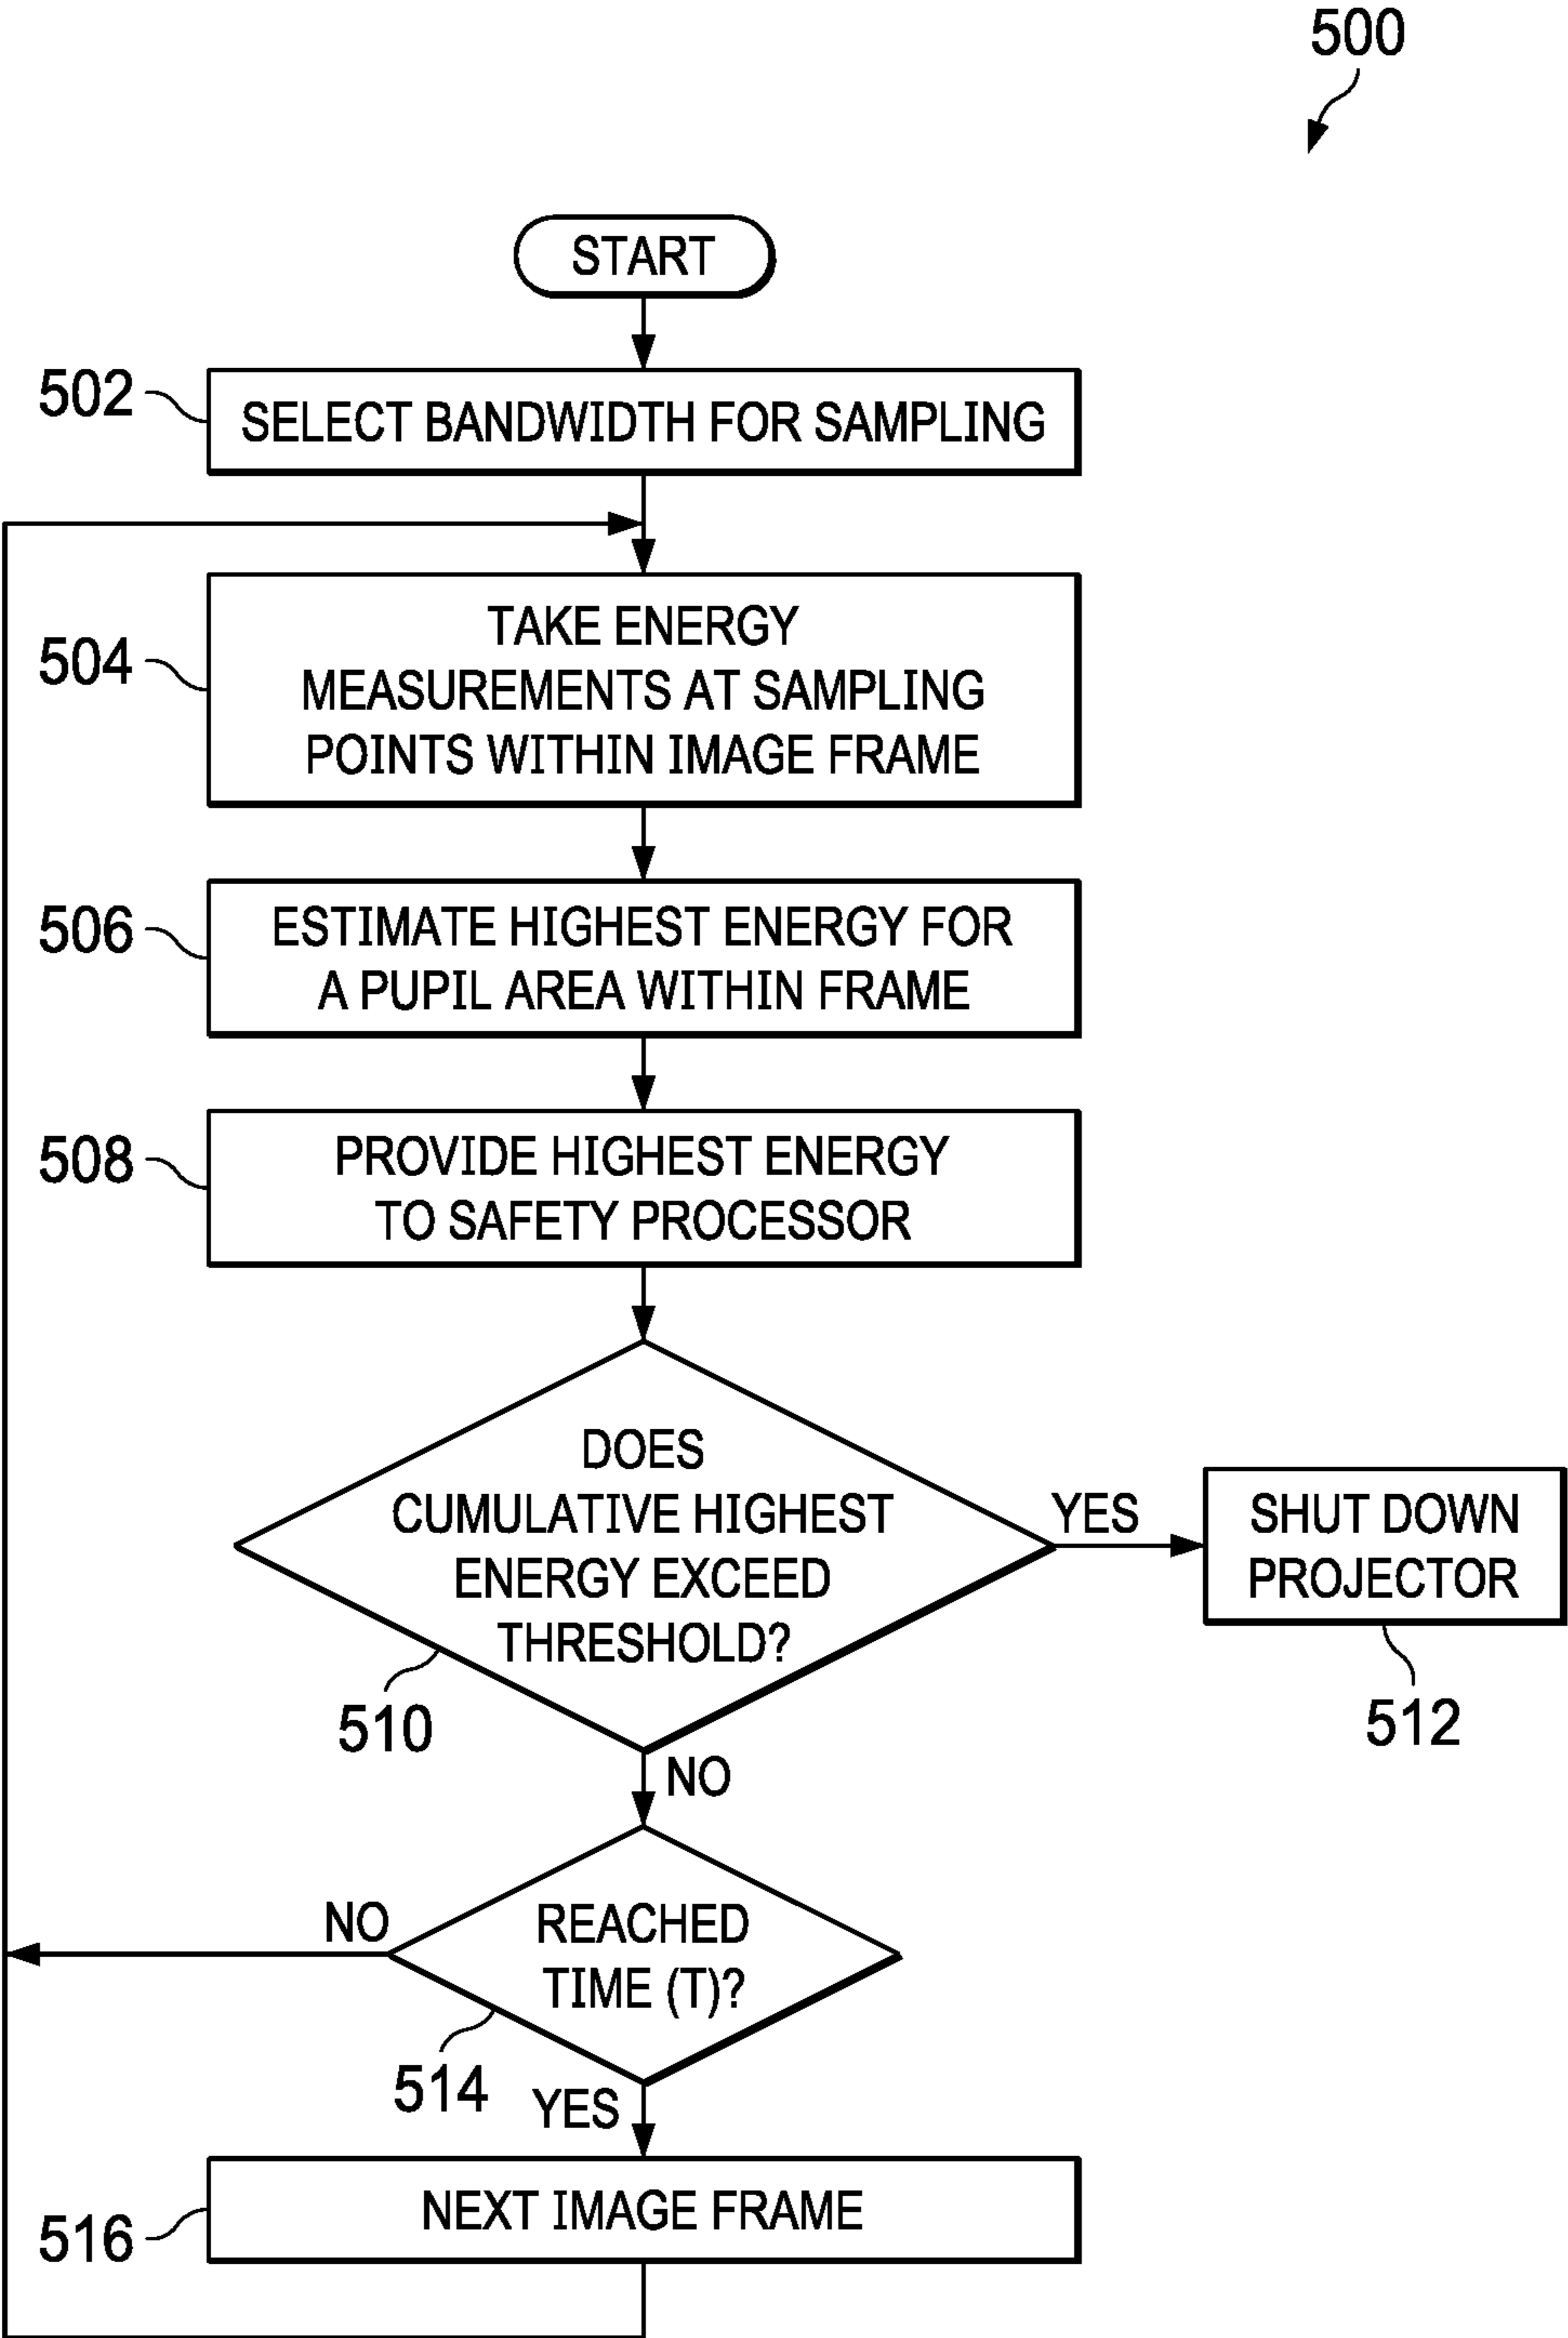 500
START
502
SELECT BANDWIDTH FOR SAMPLING
504
TAKE ENERGY
MEASUREMENTS AT SAMPLING
POINTS WITHIN IMAGE FRAME
506
ESTIMATE HIGHEST ENERGY FOR
A PUPIL AREA WITHIN FRAME
508
PROVIDE HIGHEST ENERGY
TO SAFETY PROCESSOR
DOES
CUMULATIVE HIGHEST
ENERGY EXCEED
THRESHOLD?
510
YES
SHUT DOWN
PROJECTOR
512
NO
REACHED
TIME (T)?
514
NO
YES
NEXT IMAGE FRAME
516